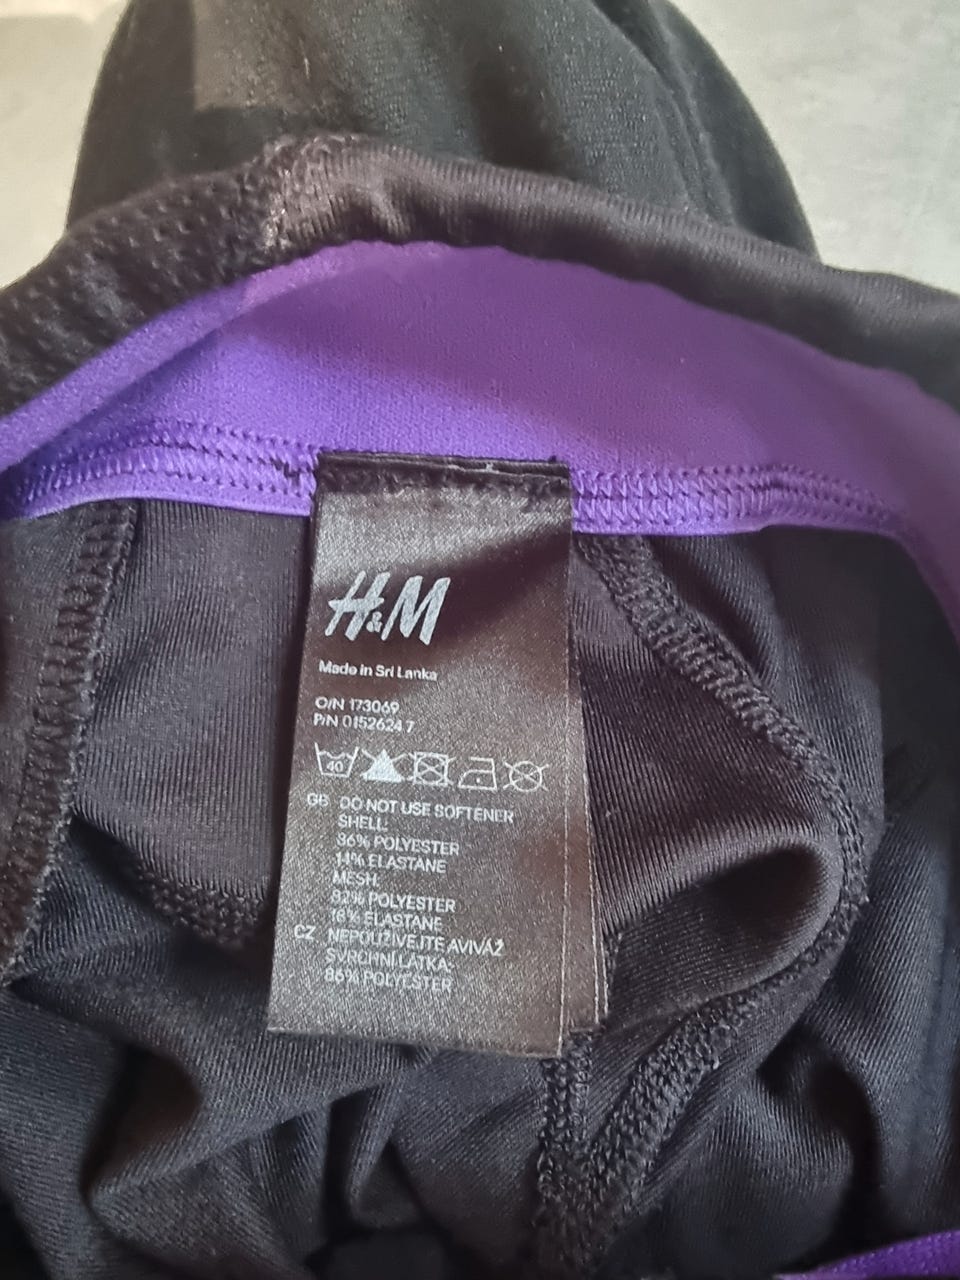 H&M
Made in Sri Lanka
O/N 173069
P/N 0152624 7
40
GB DO NOT USE SOFTENER
SHELL:
86% POLYESTER
14% ELASTANE
MESH:
82% POLYESTER
18% ELASTANE
CZ NEPOUŽÍVEJTE AVIVÁŽ
SVRCHNÍ LÁTKA:
86% POLYESTER